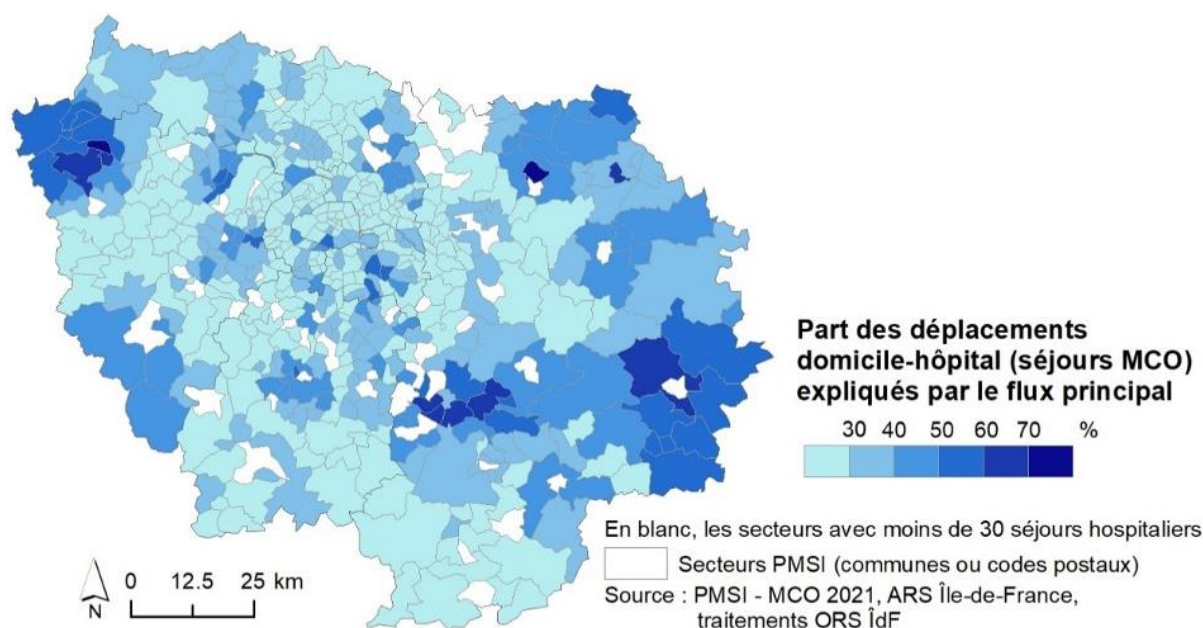 Part des déplacements
domicile-hôpital (séjours MCO)
expliqués par le flux principal
30 40 50 60 70 %
En blanc, les secteurs avec moins de 30 séjours hospitaliers
Secteurs PMSI (communes ou codes postaux)
Source : PMSI - MCO 2021, ARS Île-de-France,
traitements ORS ÎdF
N
0 12.5 25 km